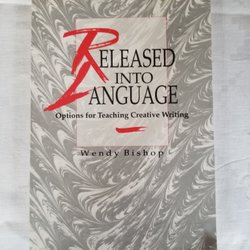 RELEASED
INTO
LANGUAGE
Options for Teaching Creative Writing
Wendy Bishop